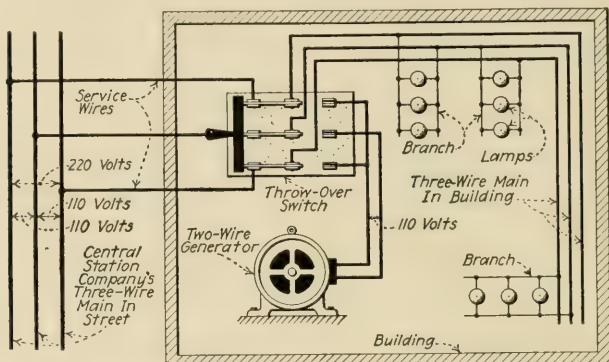 Service
Wires
220 Volts
110 Volts
110 Volts
Central
Station
Company's
Three-Wire
Main In
Street
Throw-Over
Switch
Two-Wire
Generator
110 Volts
Branch
Lamps
Three-Wire Main
In Building
Branch
Building